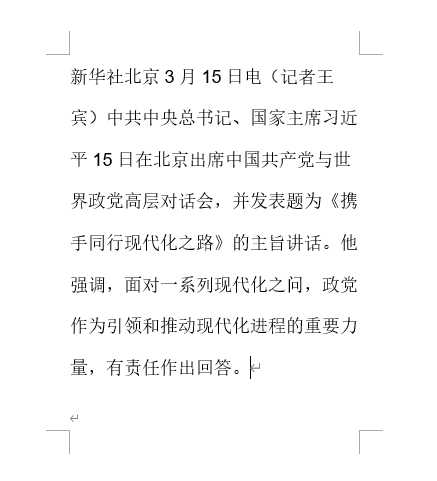 新华社北京 3 月 15 日电（记者王
宾）中共中央总书记、国家主席习近
平 15 日在北京出席中国共产党与世
界政党高层对话会，并发表题为《携
手同行现代化之路》的主旨讲话。他
强调，面对一系列现代化之问，政党
作为引领和推动现代化进程的重要力
量，有责任作出回答。